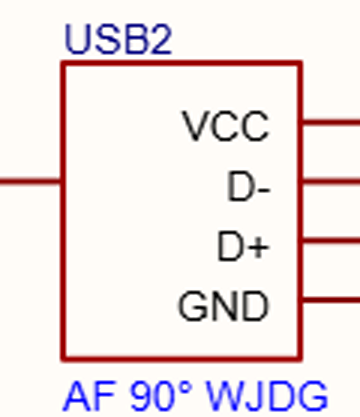 USB2
VCC
D-
D+
GND
AF 90° WJDG